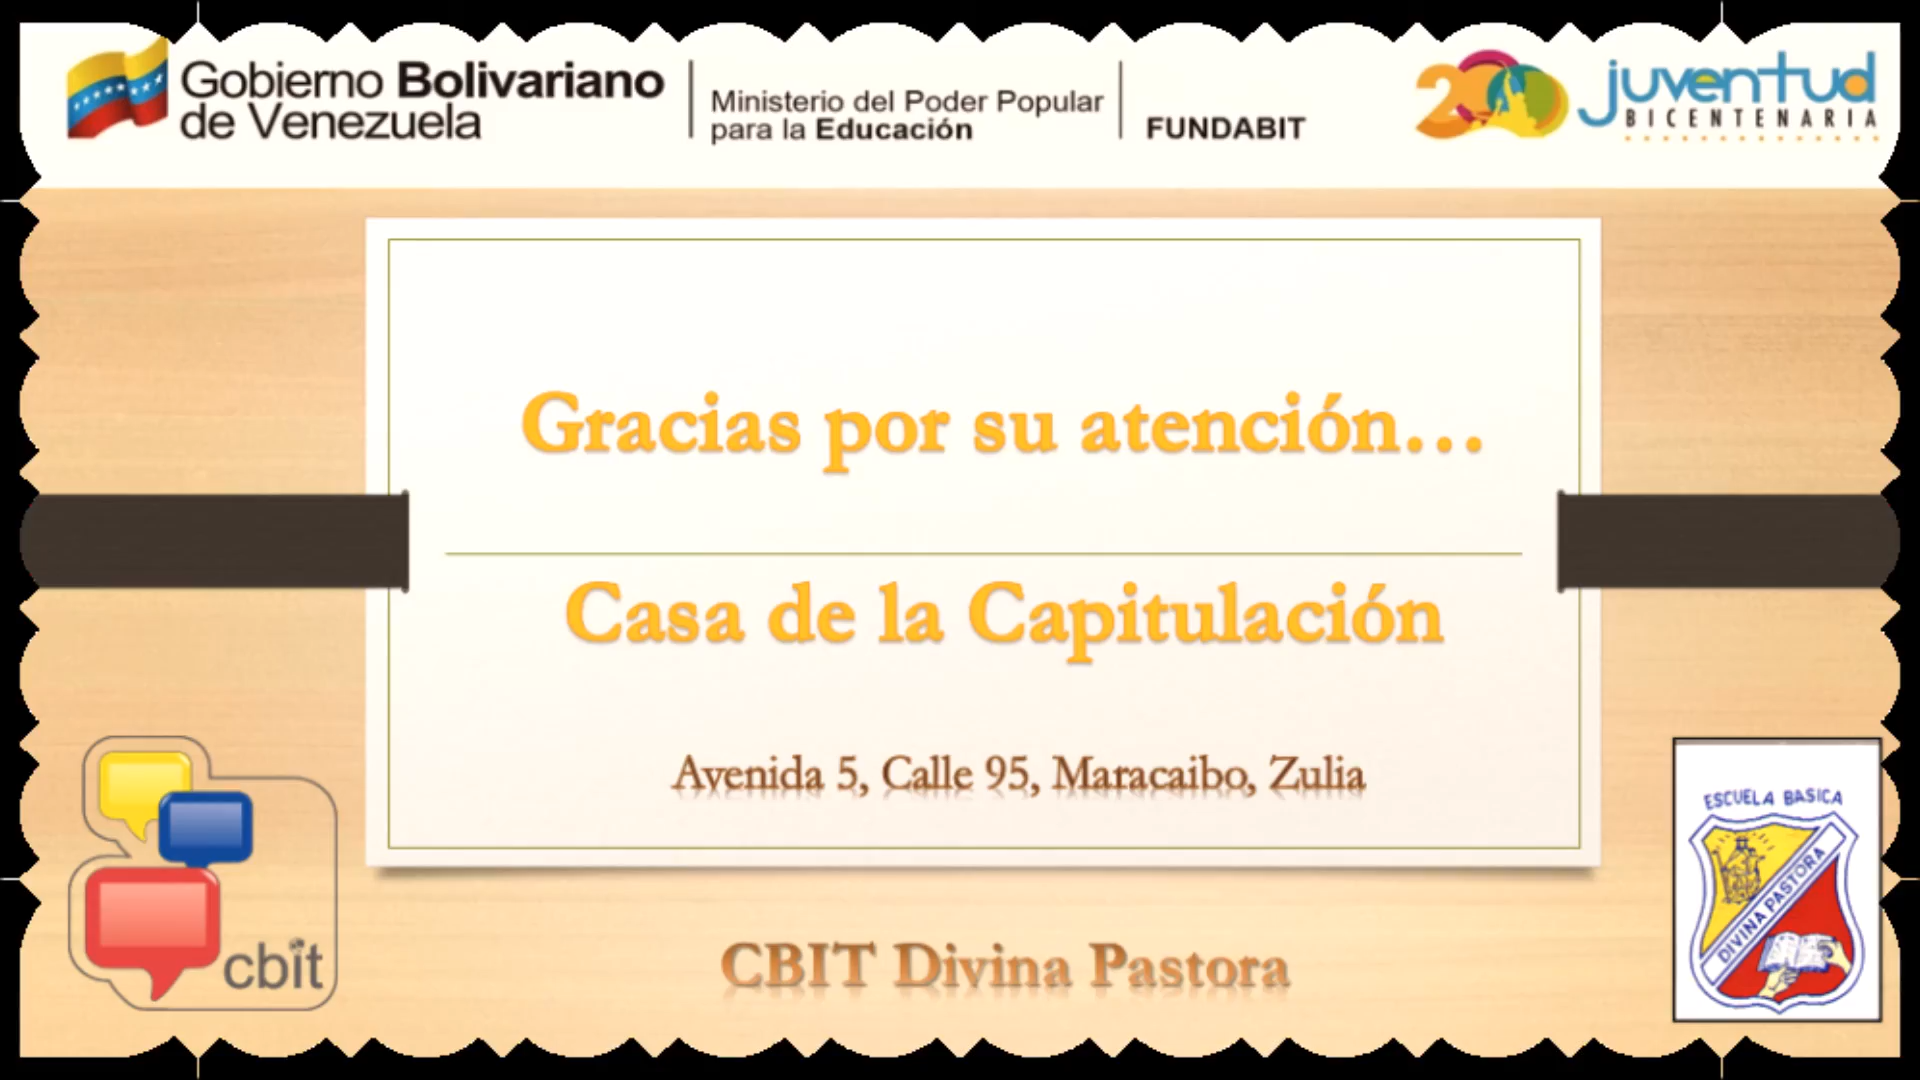 Gobierno Bolivariano
de Venezuela
Ministerio del Poder Popular
para la Educación
FUNDABIT
200 juventud
BICENTENARIA
Gracias por su atención...
Casa de la Capitulación
Avenida 5, Calle 95, Maracaibo, Zulia
cbit
CBIT Divina Pastora
ESCUELA BASICA
DIVINA PASTORA